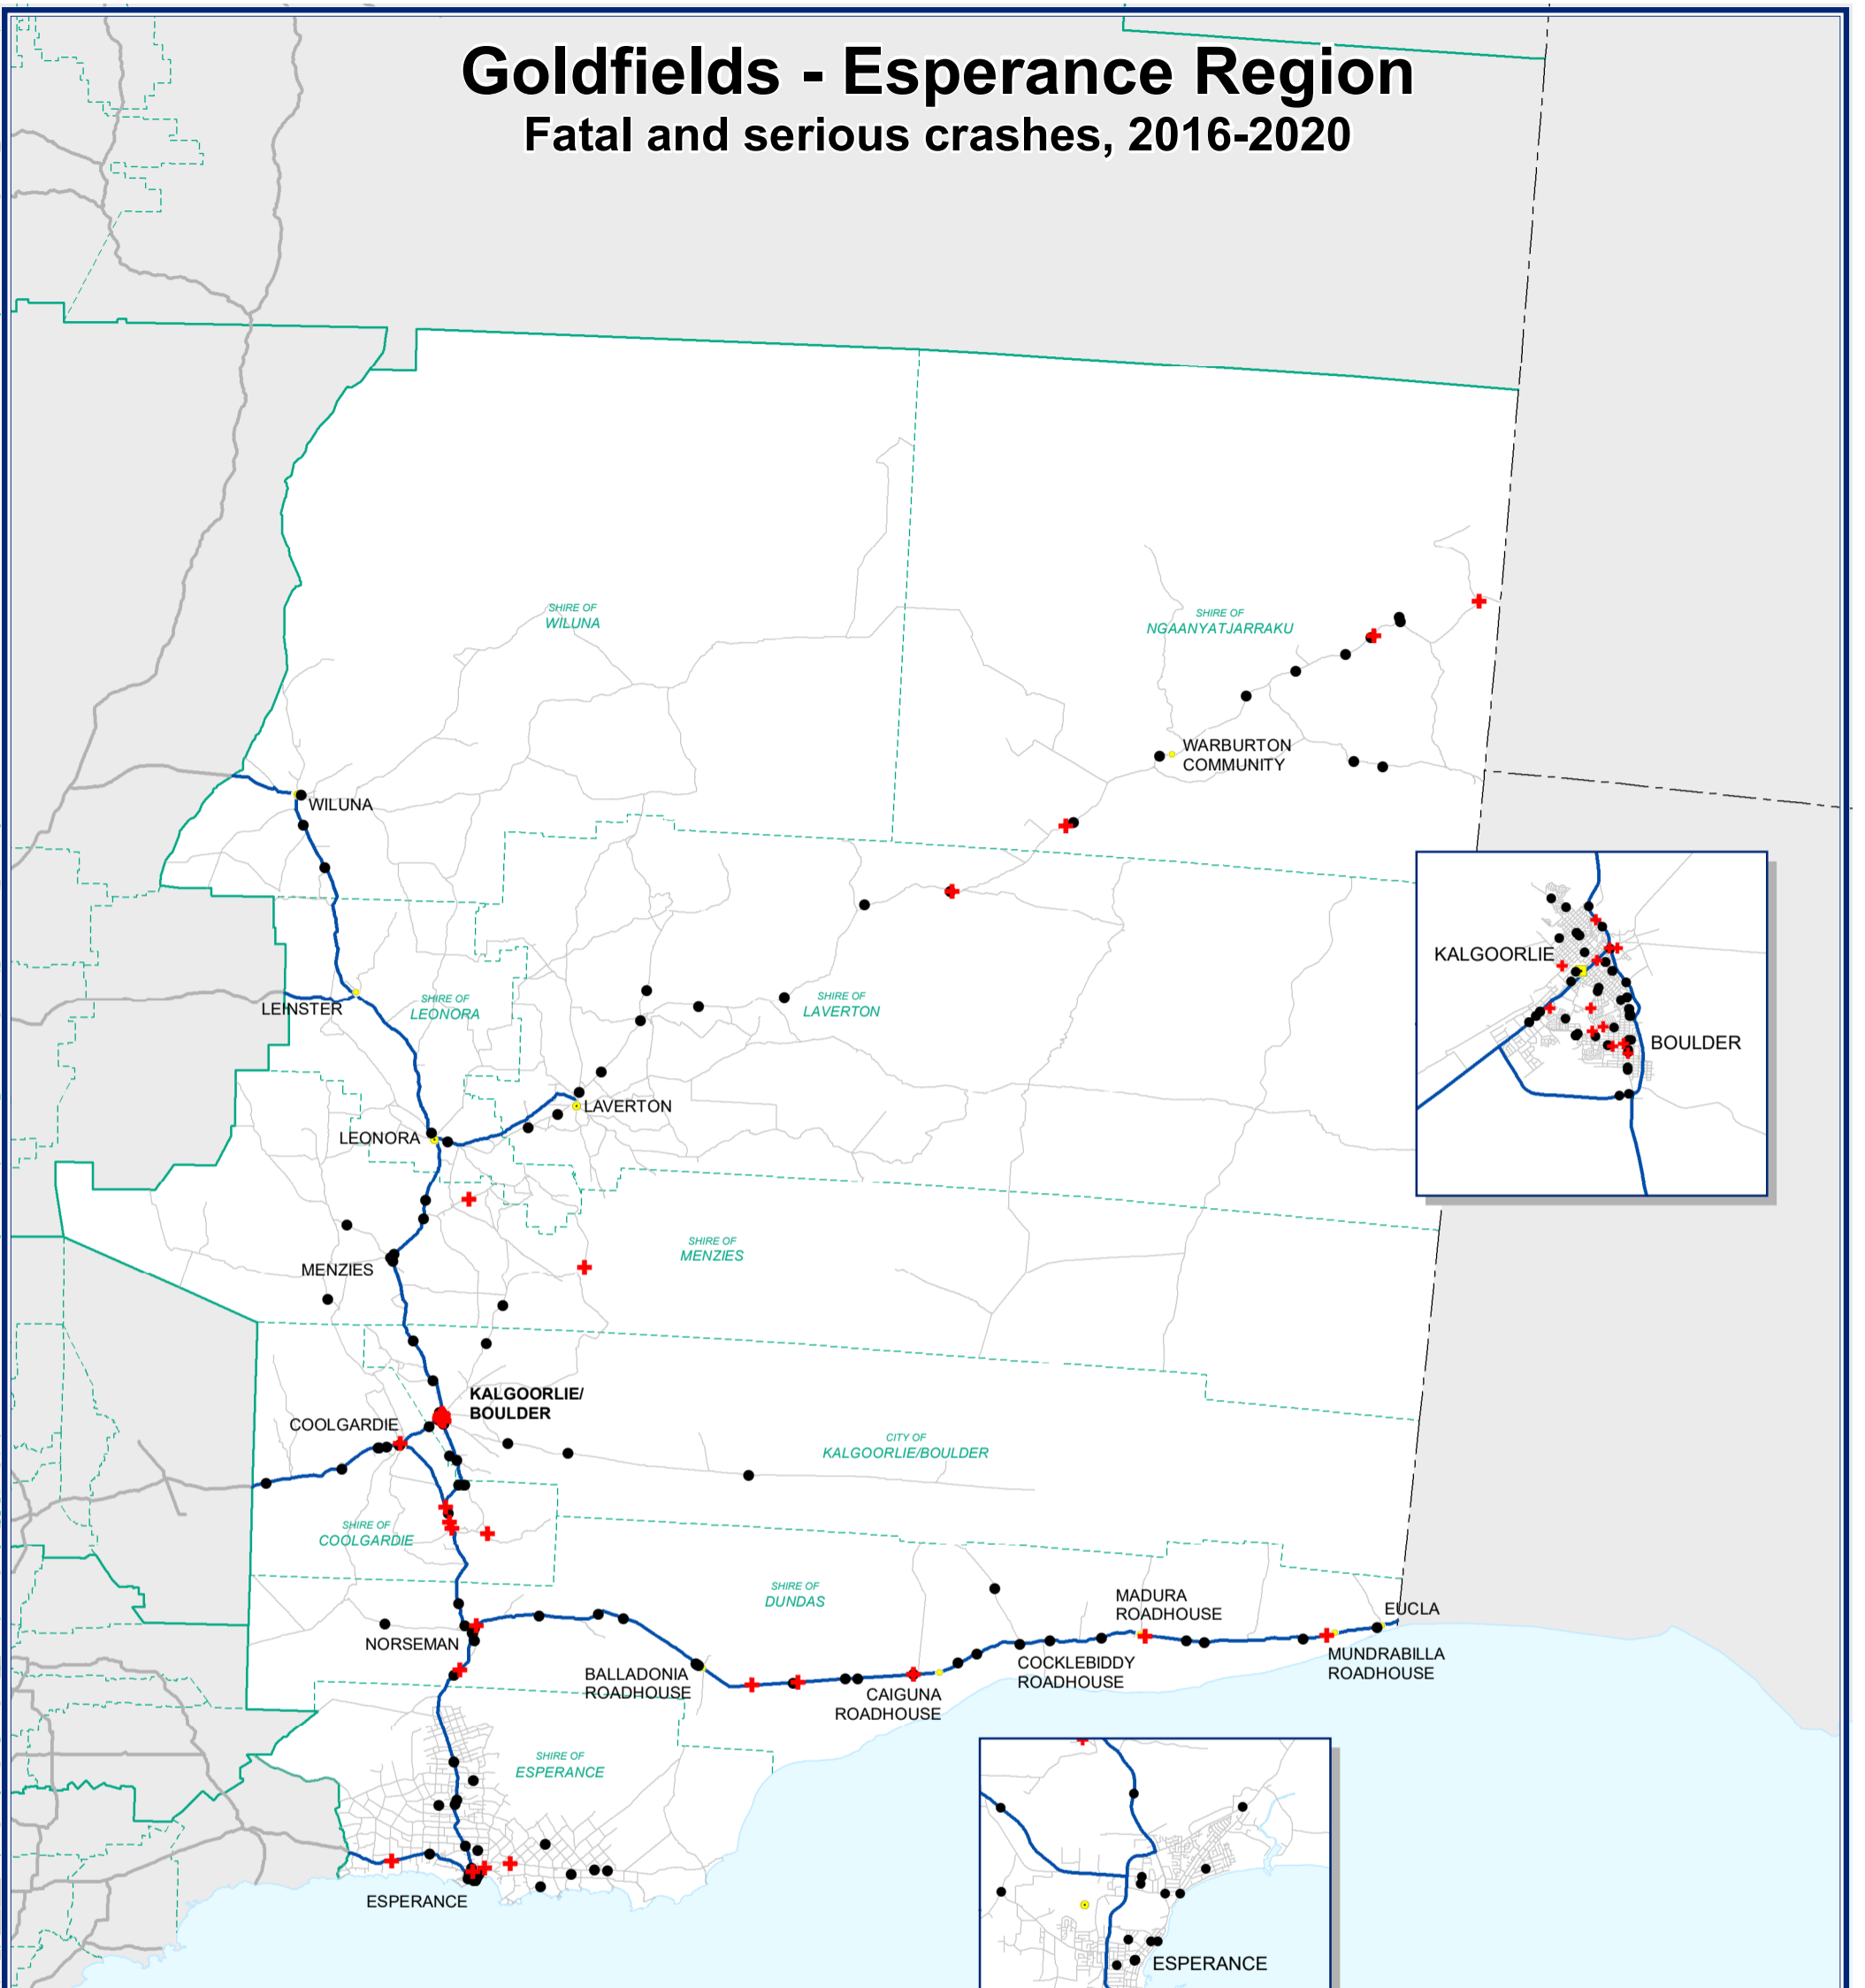 Goldfields - Esperance Region
Fatal and serious crashes, 2016-2020
SHIRE OF
WILUNA
SHIRE OF
NGAANYATJARRAKU
WARBURTON
COMMUNITY
WILUNA
LEINSTER
SHIRE OF
LEONORA
SHIRE OF
LAVERTON
KALGOORLIE
BOULDER
LAVERTON
LEONORA
SHIRE OF
MENZIES
MENZIES
KALGOORLIE/
BOULDER
COOLGARDIE
CITY OF
KALGOORLIE/BOULDER
SHIRE OF
COOLGARDIE
SHIRE OF
DUNDAS
MADURA
ROADHOUSE
EUCLA
NORSEMAN
BALLADONIA
ROADHOUSE
COCKLEBIDDY
ROADHOUSE
MUNDRABILLA
ROADHOUSE
CAIGUNA
ROADHOUSE
SHIRE OF
ESPERANCE
ESPERANCE
ESPERANCE